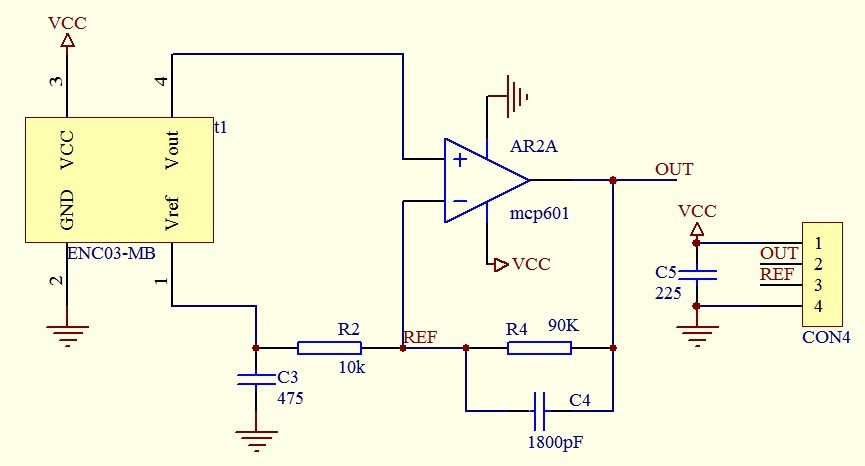 VCC
3
4
t1
VCC
Vout
GND
Vref
ENC03-MB
2
1
+
−
AR2A
mcp601
OUT
VCC
R2
10k
REF
R4
90K
C3
475
C4
1800pF
VCC
C5
225
OUT
REF
1
2
3
4
CON4